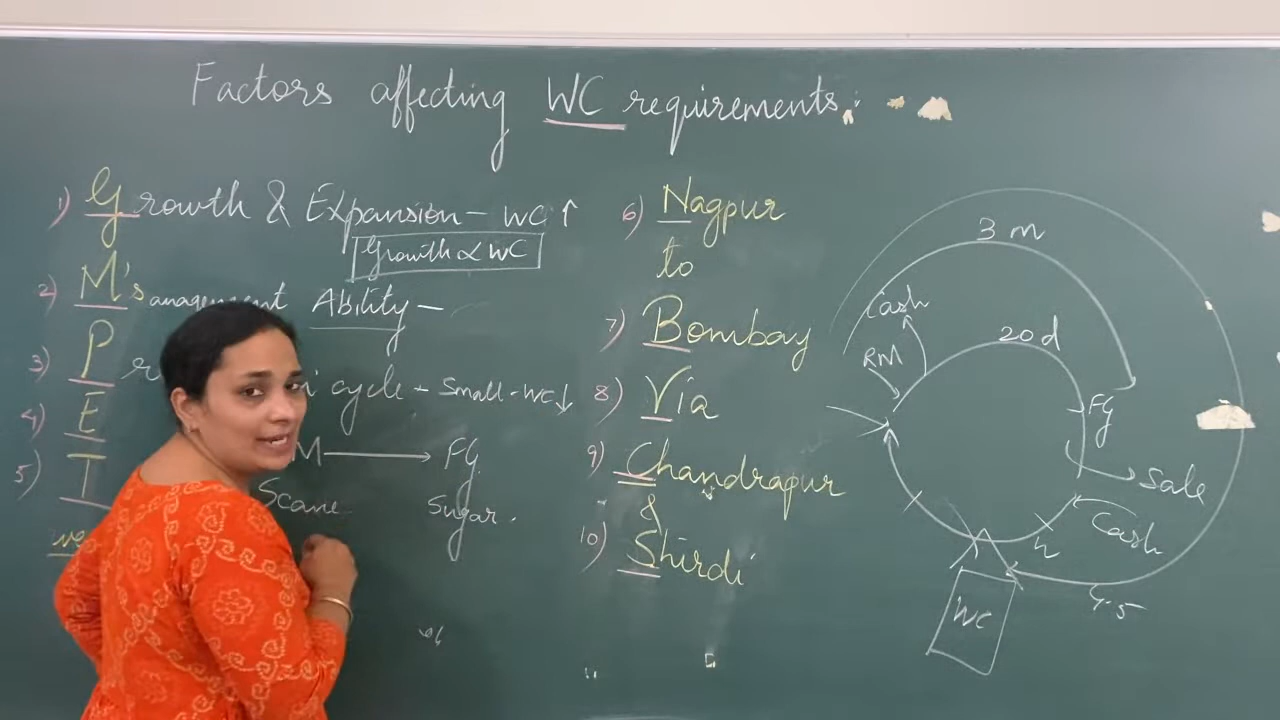 Factors affecting WC requirements:
1) Growth & Expansion - WC ↑
Growth ∝ WC
2) M's anagement Ability -
3) Pr cycle - Small - WC↓
4) E
M → FG
5) I
Scane Sugar.
6) Nagpur
to
7) Bombay
8) Via
9) Chandrapur
&
10) Shirdi
3 m
Cash
20 d
RM
FG
Sale
Cash
WC
4.5